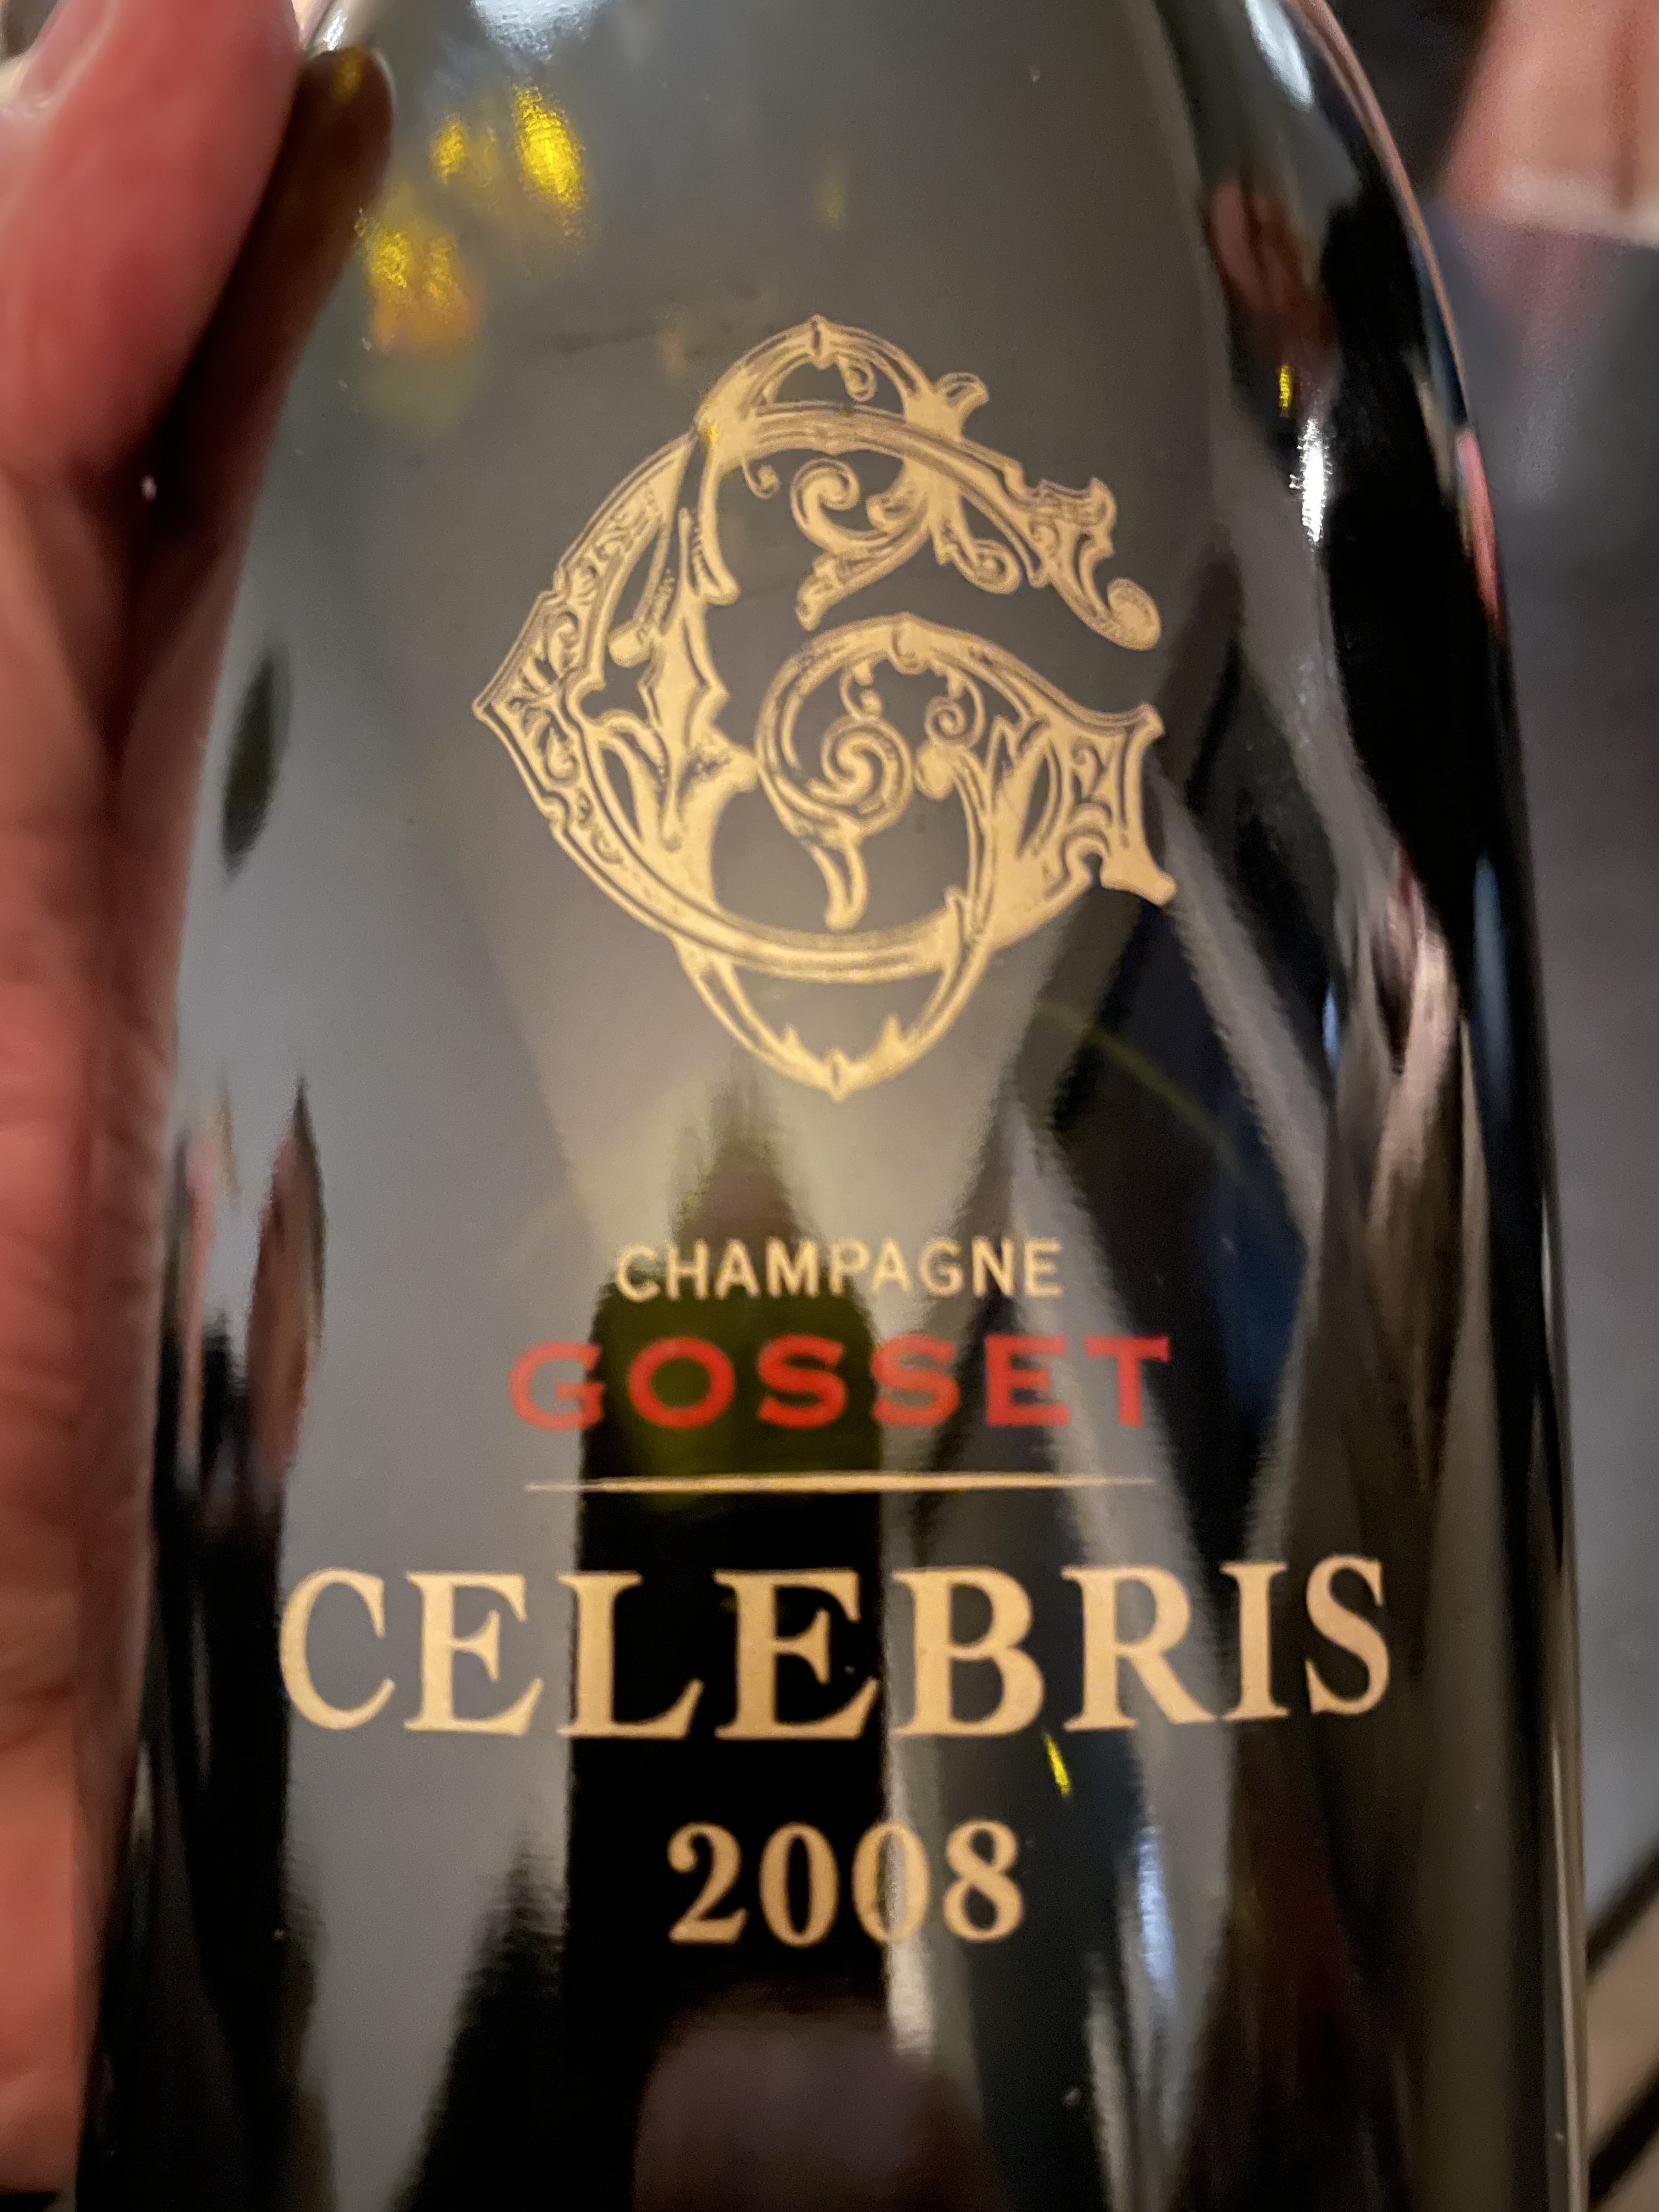 CHAMPAGNE
GOSSET
CELEBRIS
2008